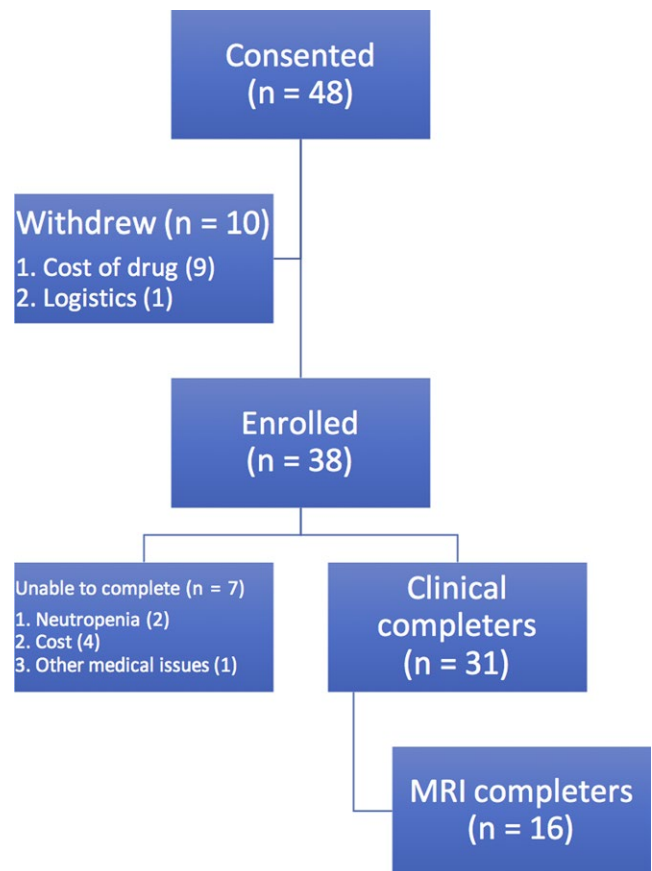 Consented
(n = 48)
Withdrew (n = 10)
1. Cost of drug (9)
2. Logistics (1)
Enrolled
(n = 38)
Unable to complete (n = 7)
1. Neutropenia (2)
2. Cost (4)
3. Other medical issues (1)
Clinical
completers
(n = 31)
MRI completers
(n = 16)